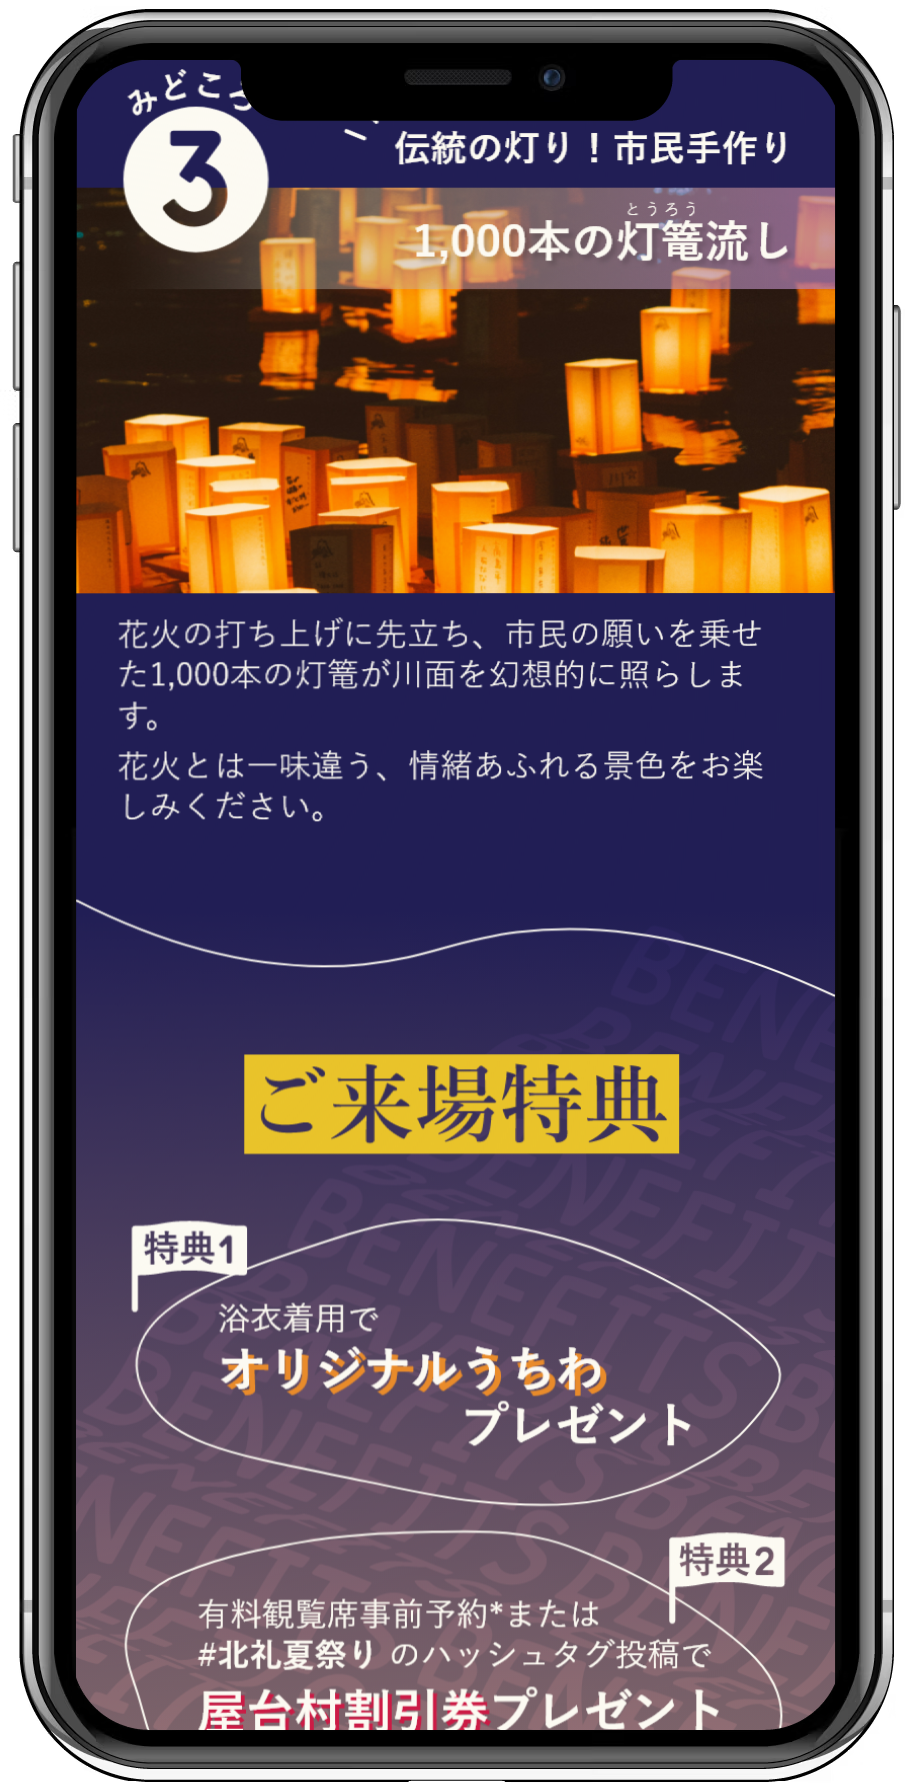 みどころ
3
伝統の灯り！市民手作り
とうろう
1,000本の灯篭流し
花火の打ち上げに先立ち、市民の願いを乗せ
た1,000本の灯篭が川面を幻想的に照らしま
す。
花火とは一味違う、情緒あふれる景色をお楽
しみください。
ご来場特典
特典1
浴衣着用で
オリジナルうちわ
プレゼント
特典2
有料観覧席事前予約*または
#北礼夏祭り のハッシュタグ投稿で
屋台村割引券プレゼント
BENEFITS